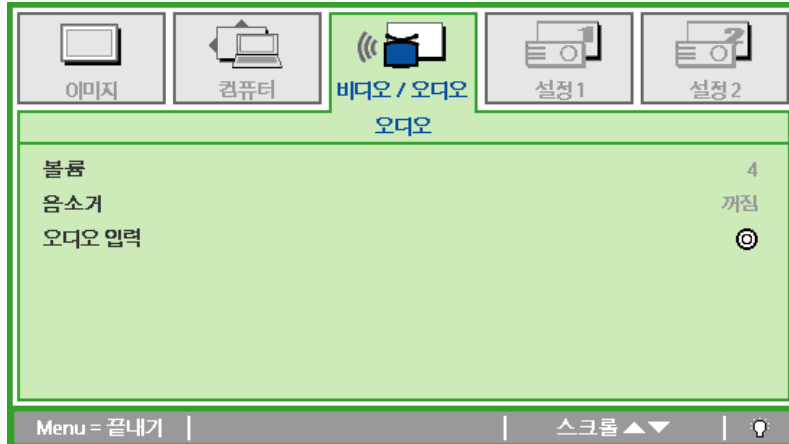 이미지 컴퓨터 비디오 / 오디오 설정 1 설정 2
오디오
볼륨 4
음소거 꺼짐
오디오 입력
Menu = 끝내기 스크롤▲▼